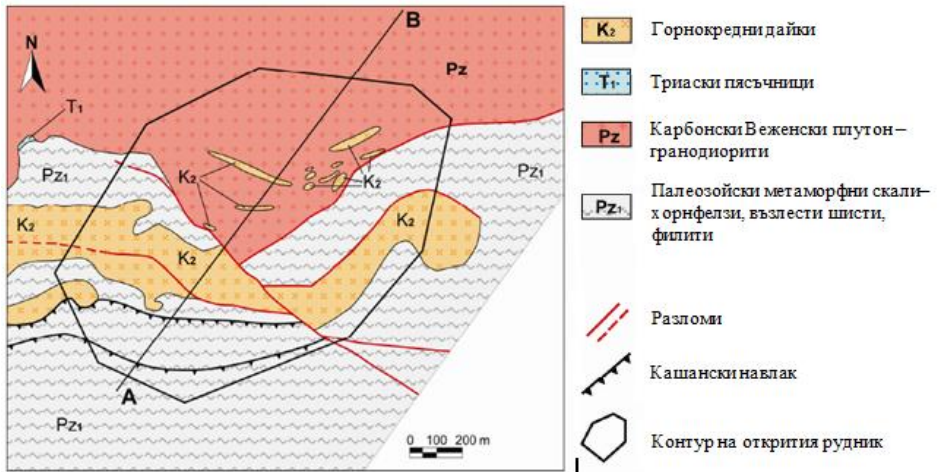 N
B
Pz
T₁
Pz₁
K₂
K₂
Pz₁
K₂
K₂
K₂
A
Pz₁
0 100 200 m
K₂ Горнокредни дайки
T₁ Триаски пясъчници
Pz Карбонски Веженски плутон –
гранодиорити
Pz₁ Палеозойски метаморфни скали–
хорнфелзи, възлести шисти,
филити
Разломи
Кашански навлак
Контур на открития рудник